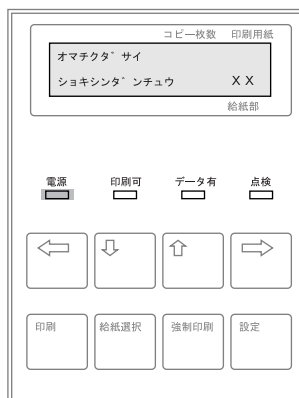 コピー枚数 印刷用紙
オマチクタ゛サイ
ショキシンタ゛ンチュウ XX
給紙部
電源 印刷可 データ有 点検
印刷 給紙選択 強制印刷 設定